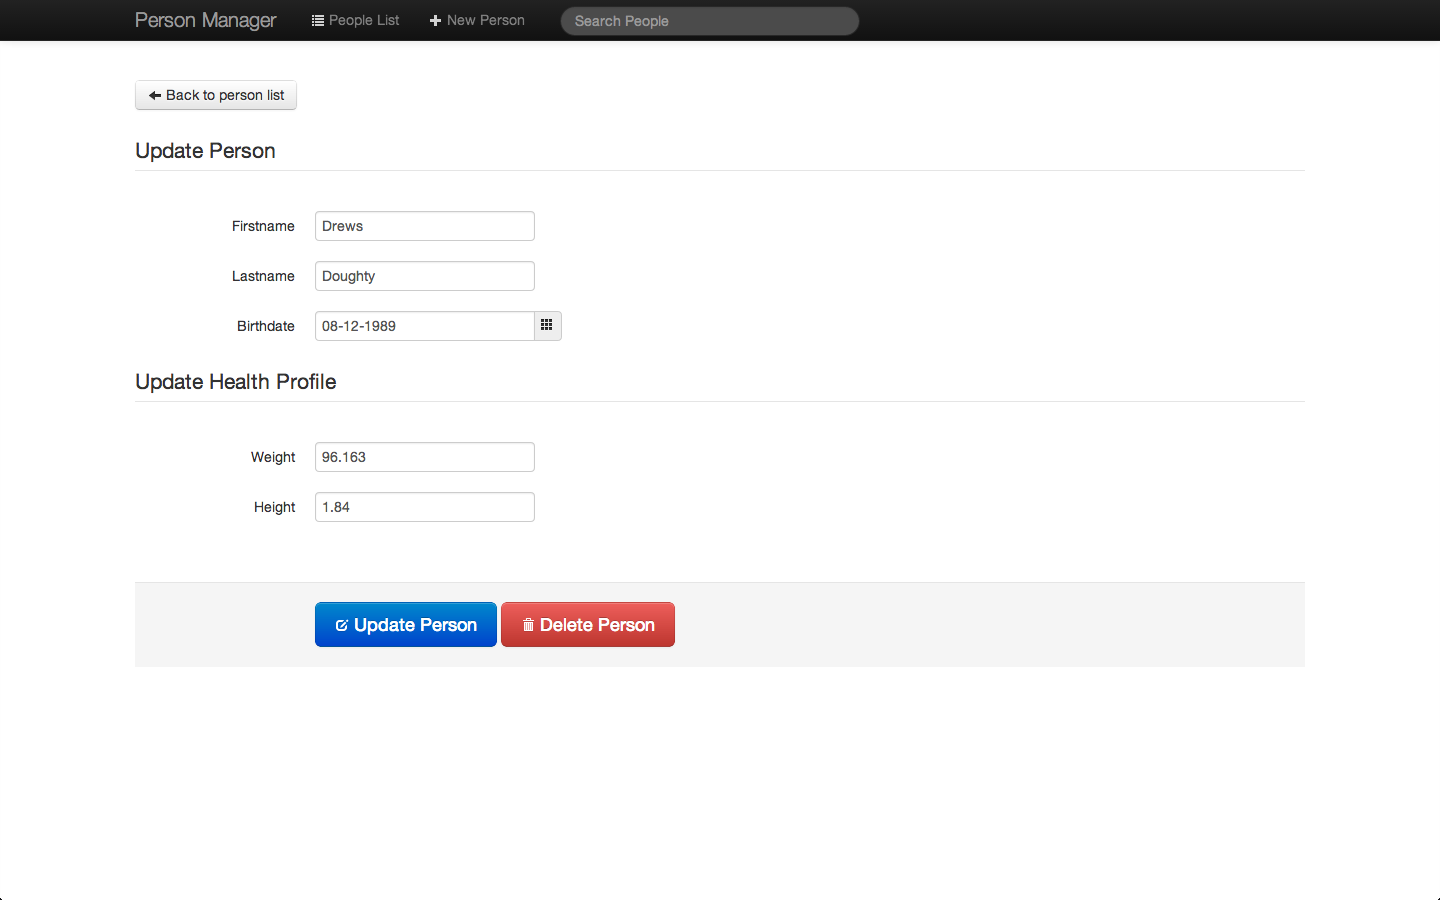 Person Manager People List New Person Search People
Back to person list
Update Person
Firstname Drews
Lastname Doughty
Birthdate 08-12-1989
Update Health Profile
Weight 96.163
Height 1.84
Update Person Delete Person